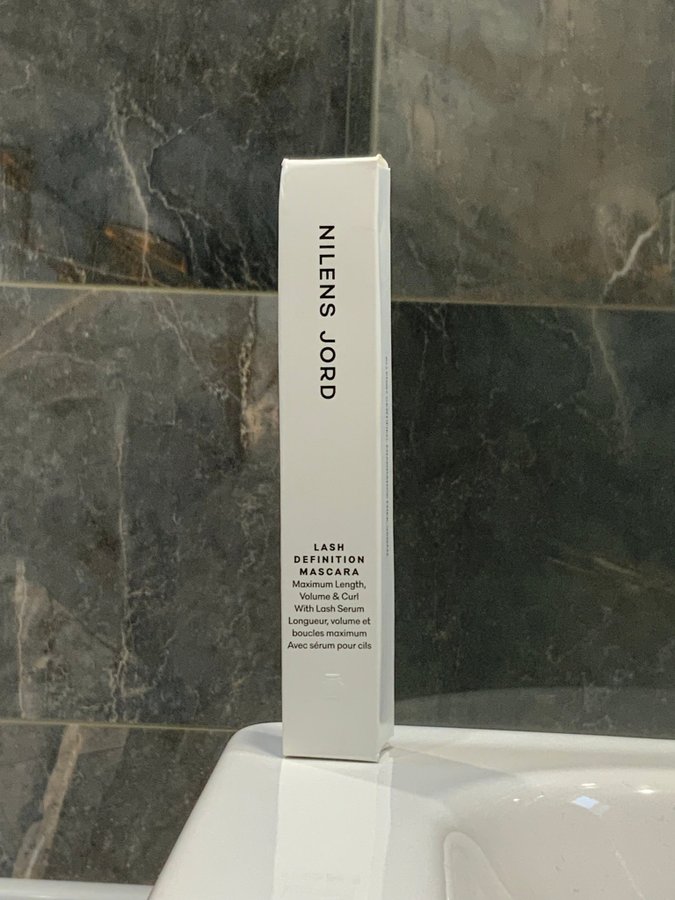 NILENS JORD
LASH
DEFINITION
MASCARA
Maximum Length,
Volume & Curl
With Lash Serum
Longueur, volume et
boucles maximum
Avec sérum pour cils